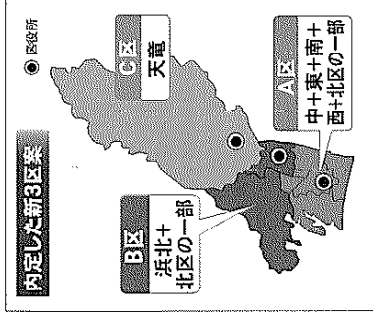 内定した新3区案
◉区役所
C区
天竜
B区
浜北+
北区の一部
A区
中+東+南+
西+北区の一部